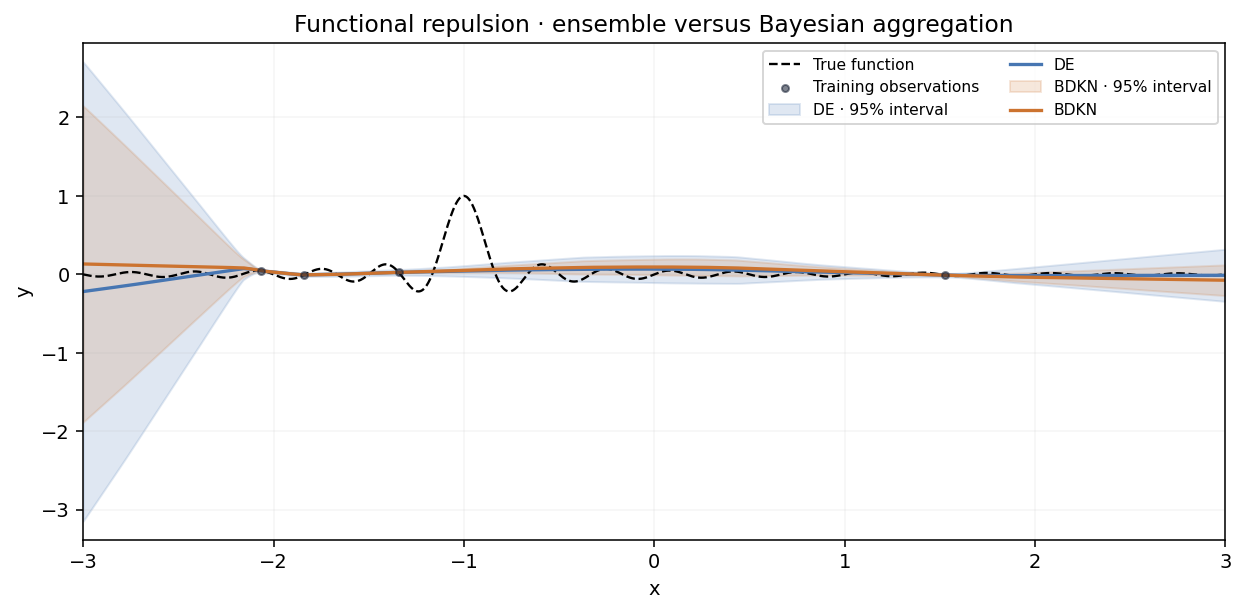 Functional repulsion · ensemble versus Bayesian aggregation
True function
Training observations
DE · 95% interval
DE
BDKN · 95% interval
BDKN
y
2
1
0
−1
−2
−3
−3
−2
−1
0
1
2
3
x